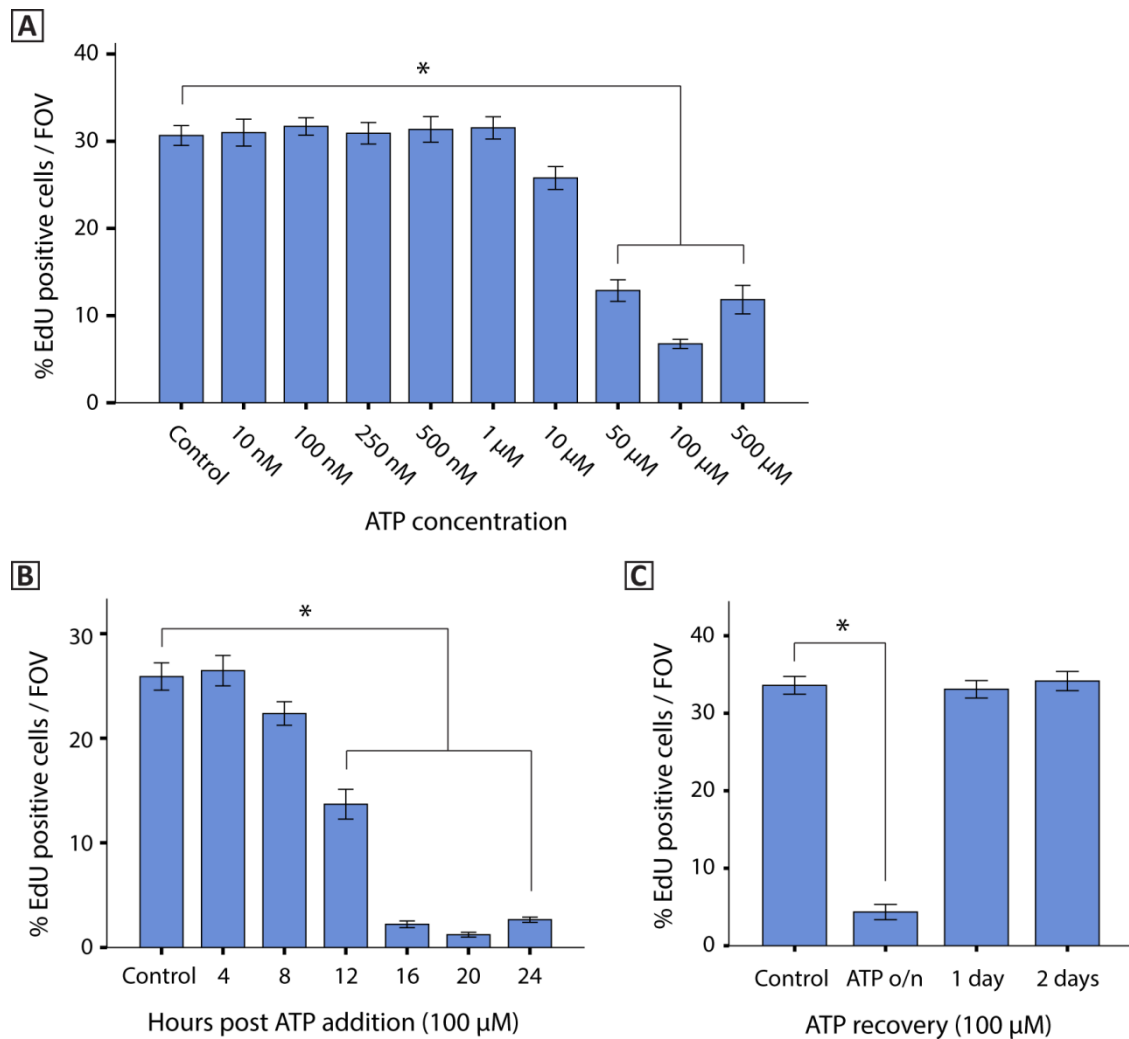 A
40
30
20
10
0
% EdU positive cells / FOV
*
Control
10 nM
100 nM
250 nM
500 nM
1 µM
10 µM
50 µM
100 µM
500 µM
ATP concentration
B
30
20
10
0
% EdU positive cells / FOV
*
Control 4 8 12 16 20 24
Hours post ATP addition (100 µM)
C
40
30
20
10
0
% EdU positive cells / FOV
*
Control ATP o/n 1 day 2 days
ATP recovery (100 µM)